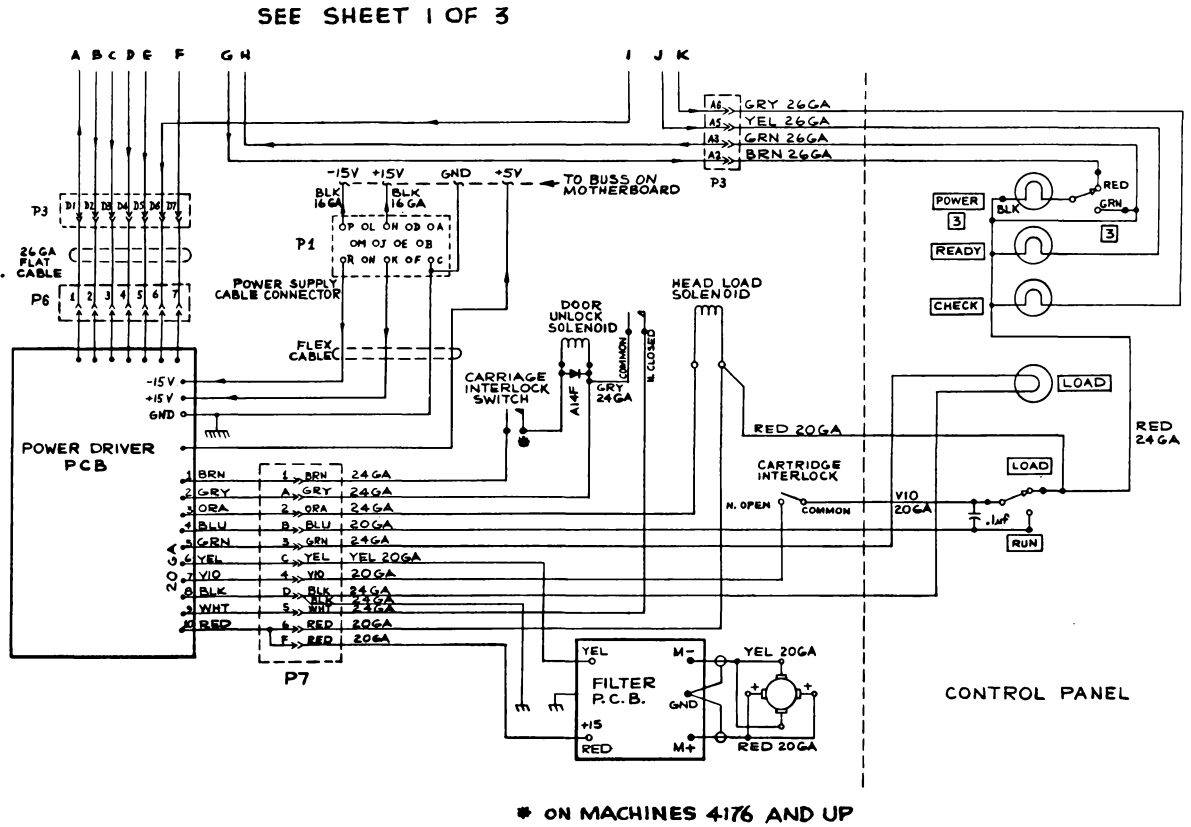 SEE SHEET 1 OF 3
A B C D E F G H I J K
A6 GRY 26GA
A5 YEL 26GA
A3 GRN 26GA
A2 BRN 26GA
P3
-15V +15V GND +5V
TO BUSS ON
MOTHERBOARD
BLK
16GA
BLK
16GA
P3
D1 D2 D3 D4 D5 D6 D7
P1
P OL OH OD OA
OM OJ OE OB
R ON K OF C
26GA
FLAT
CABLE
POWER SUPPLY
CABLE CONNECTOR
P6
1 2 3 4 5 6 7
FLEX
CABLE
POWER
3
BLK
RED
GRN
3
READY
CHECK
LOAD
HEAD LOAD
SOLENOID
DOOR
UNLOCK
SOLENOID
COMMON
N. CLOSED
A14F
GRY
24GA
CARRIAGE
INTERLOCK
SWITCH
*
-15V
+15V
GND
POWER DRIVER
PCB
RED 20GA
RED
24GA
CARTRIDGE
INTERLOCK
N. OPEN
COMMON
VIO
20GA
LOAD
.1uf
RUN
20GA
1 BRN 1 BRN 24GA
2 GRY A GRY 24GA
3 ORA 2 ORA 24GA
4 BLU B BLU 20GA
5 GRN 3 GRN 24GA
6 YEL C YEL YEL 20GA
7 VIO 4 VIO 20GA
8 BLK D BLK 24GA
BLK 24GA
9 WHT 5 WHT 24GA
10 RED 6 RED 20GA
F RED 20GA
P7
YEL
M-
YEL 20GA
FILTER
P.C.B.
GND
+ +
+15
RED
M+
RED 20GA
CONTROL PANEL
* ON MACHINES 4176 AND UP